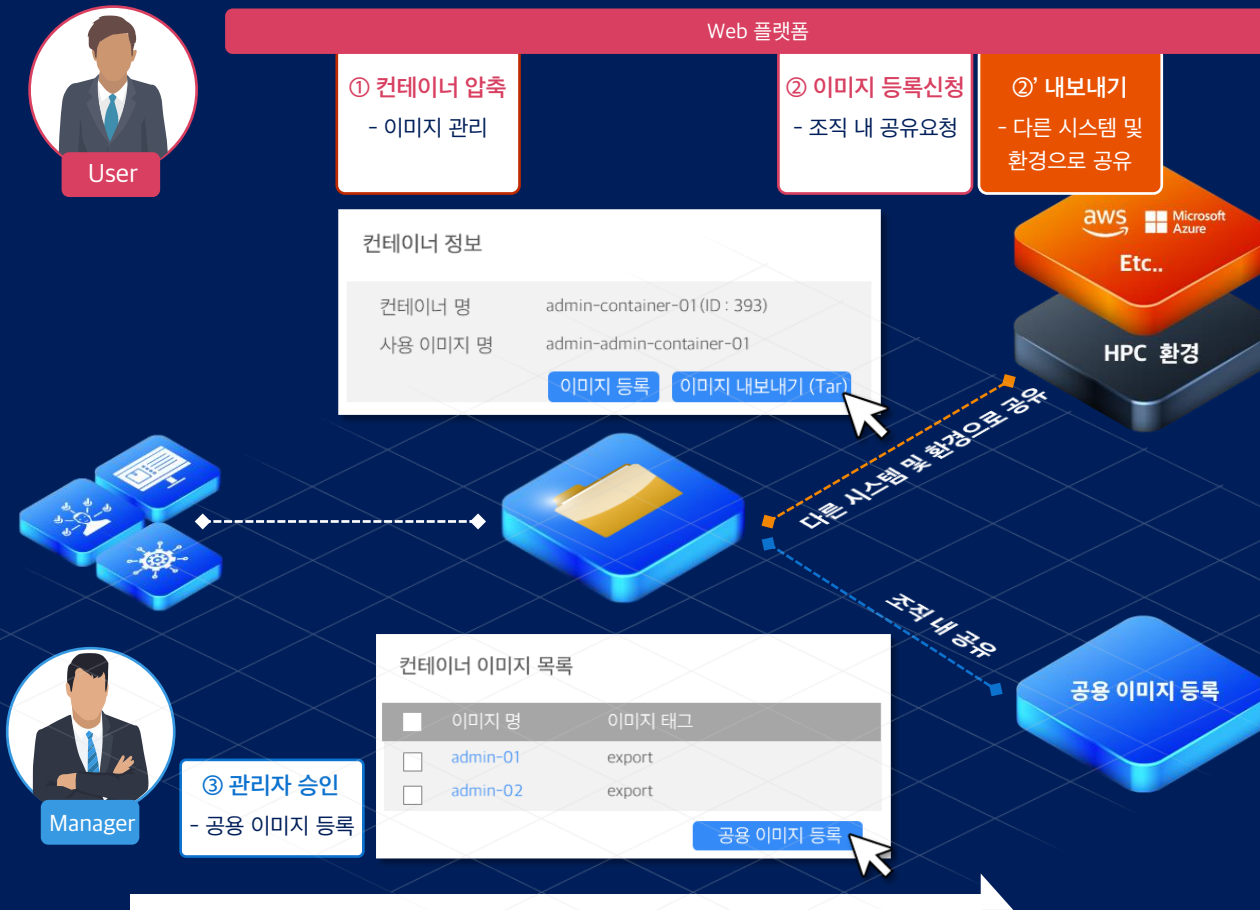 Web 플랫폼
① 컨테이너 압축
- 이미지 관리
② 이미지 등록신청
- 조직 내 공유요청
②’ 내보내기
- 다른 시스템 및
환경으로 공유
User
컨테이너 정보
컨테이너 명 admin-container-01(ID : 393)
사용 이미지 명 admin-admin-container-01
이미지 등록 이미지 내보내기 (Tar)
aws Microsoft
Azure
Etc..
HPC 환경
다른 시스템 및 환경으로 공유
조직 내 공유
공용 이미지 등록
컨테이너 이미지 목록
이미지 명 이미지 태그
admin-01 export
admin-02 export
공용 이미지 등록
③ 관리자 승인
- 공용 이미지 등록
Manager